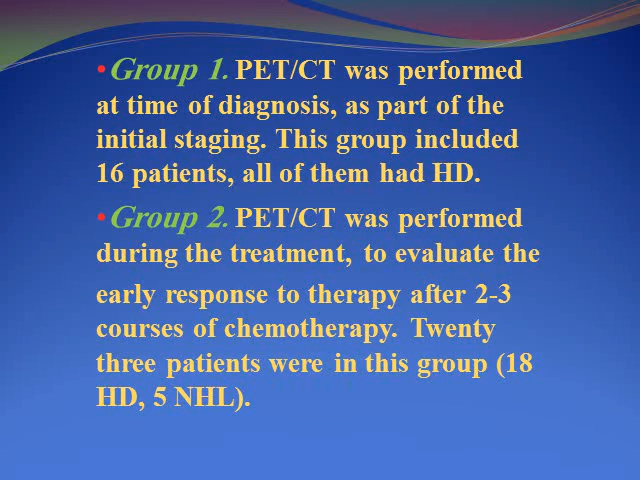 •Group 1. PET/CT was performed
at time of diagnosis, as part of the
initial staging. This group included
16 patients, all of them had HD.
•Group 2. PET/CT was performed
during the treatment, to evaluate the
early response to therapy after 2-3
courses of chemotherapy. Twenty
three patients were in this group (18
HD, 5 NHL).